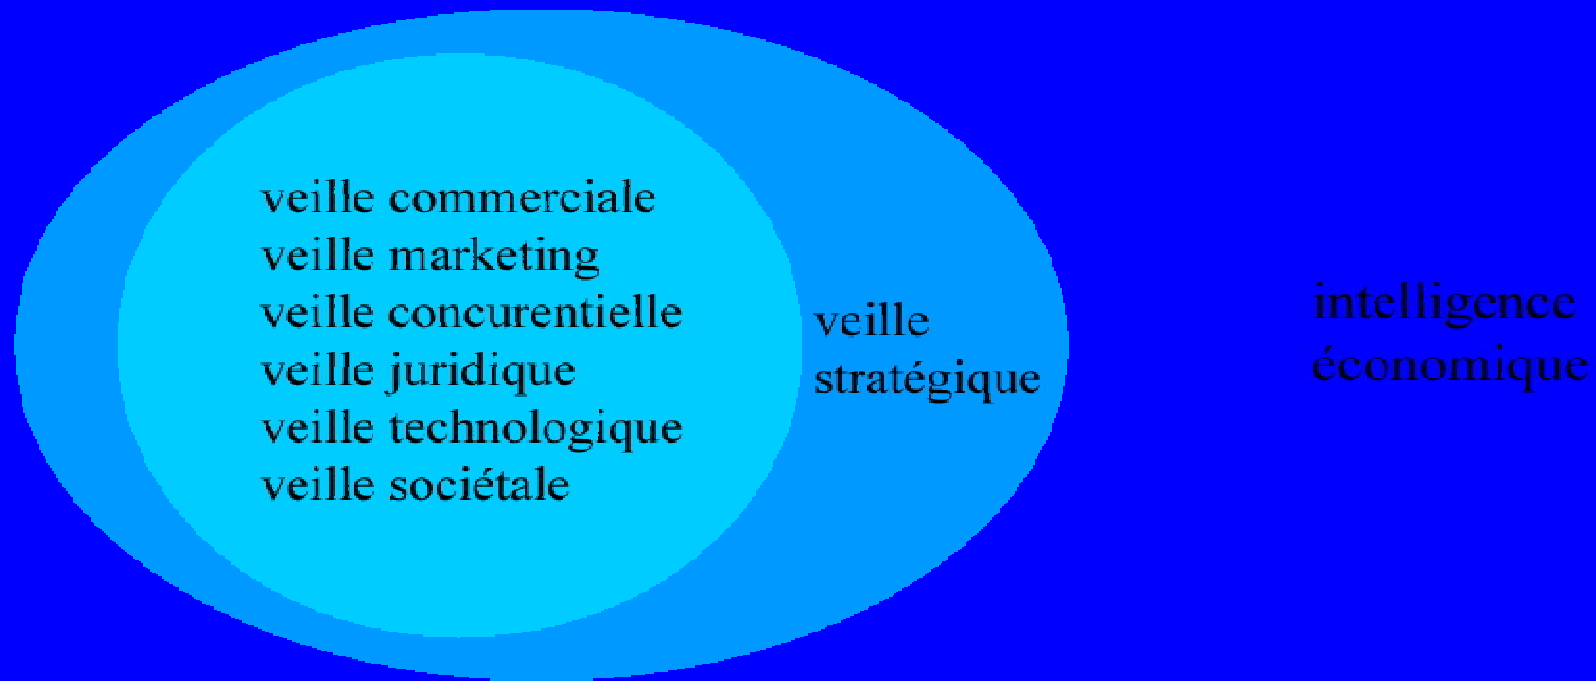 veille commerciale
veille marketing
veille concurentielle
veille juridique
veille technologique
veille sociétale
veille
stratégique
intelligence
économique